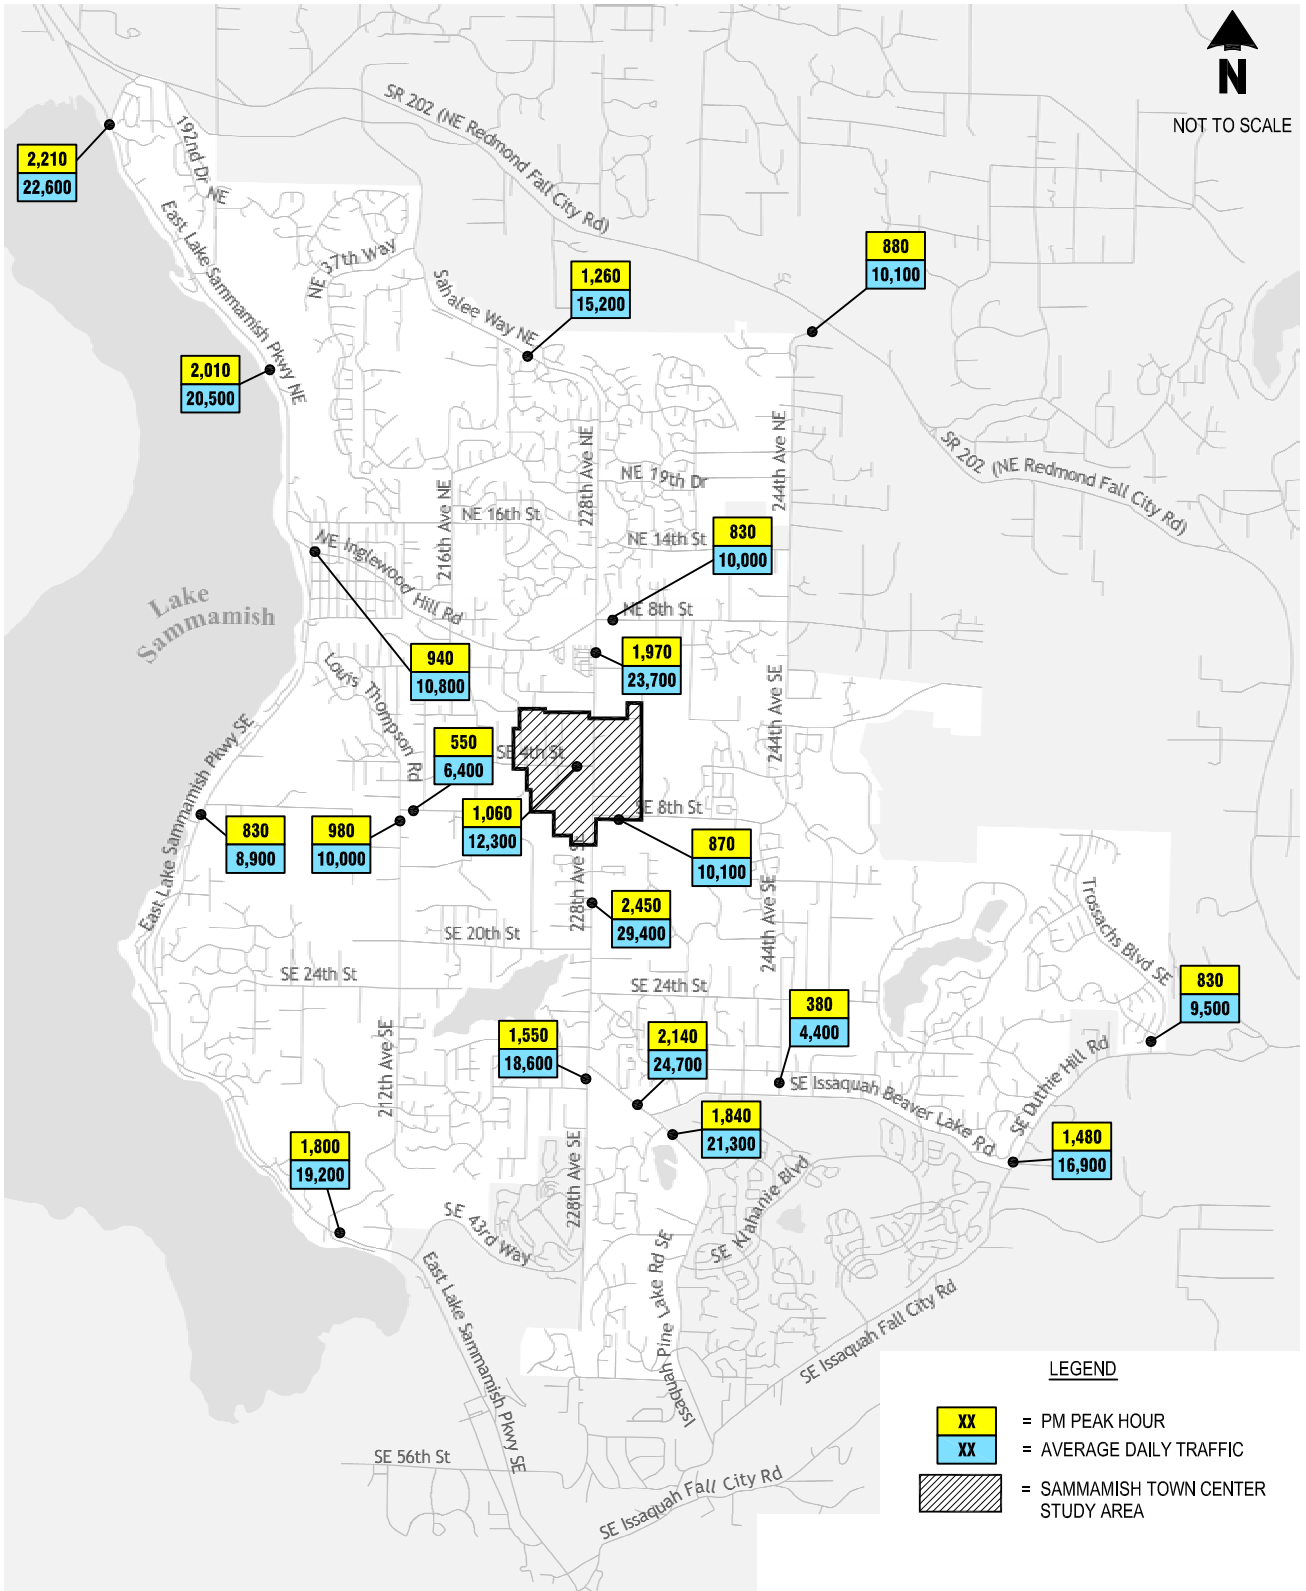 N
NOT TO SCALE
SR 202 (NE Redmond Fall City Rd)
192nd Dr NE
2,210
22,600
East Lake Sammamish Pkwy NE
NE 37th Way
880
10,100
1,260
15,200
Sahalee Way NE
2,010
20,500
228th Ave NE
244th Ave NE
SR 202 (NE Redmond Fall City Rd)
NE 19th Dr
216th Ave NE
NE 16th St
830
10,000
NE 14th St
NE Inglewood Hill Rd
Lake
Sammamish
NE 8th St
940
10,800
1,970
23,700
Louis Thompson Rd
244th Ave SE
East Lake Sammamish Pkwy SE
550
6,400
SE 4th St
1,060
12,300
SE 8th St
830
8,900
980
10,000
870
10,100
228th Ave SE
2,450
29,400
244th Ave SE
Trossachs Blvd SE
SE 20th St
SE 24th St
SE 24th St
830
9,500
380
4,400
1,550
18,600
2,140
24,700
212th Ave SE
SE Issaquah Beaver Lake Rd
SE Duthie Hill Rd
1,840
21,300
1,480
16,900
1,800
19,200
228th Ave SE
SE Klahanie Blvd
SE 43rd Way
East Lake Sammamish Pkwy SE
Issaquah Pine Lake Rd SE
SE Issaquah Fall City Rd
LEGEND
XX = PM PEAK HOUR
XX = AVERAGE DAILY TRAFFIC
= SAMMAMISH TOWN CENTER
STUDY AREA
SE 56th St
SE Issaquah Fall City Rd